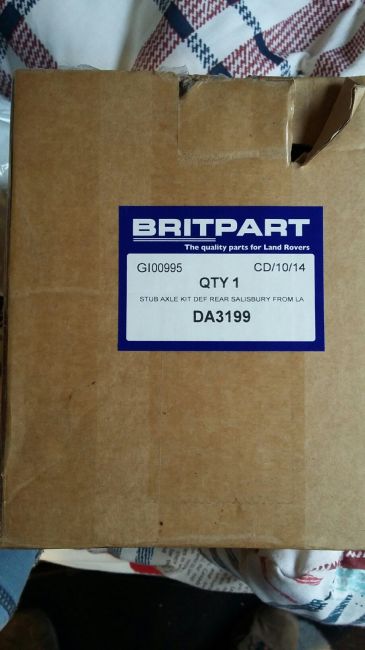 BRITPART
The quality parts for Land Rovers
GI00995 CD/10/14
QTY 1
STUB AXLE KIT DEF REAR SALISBURY FROM LA
DA3199